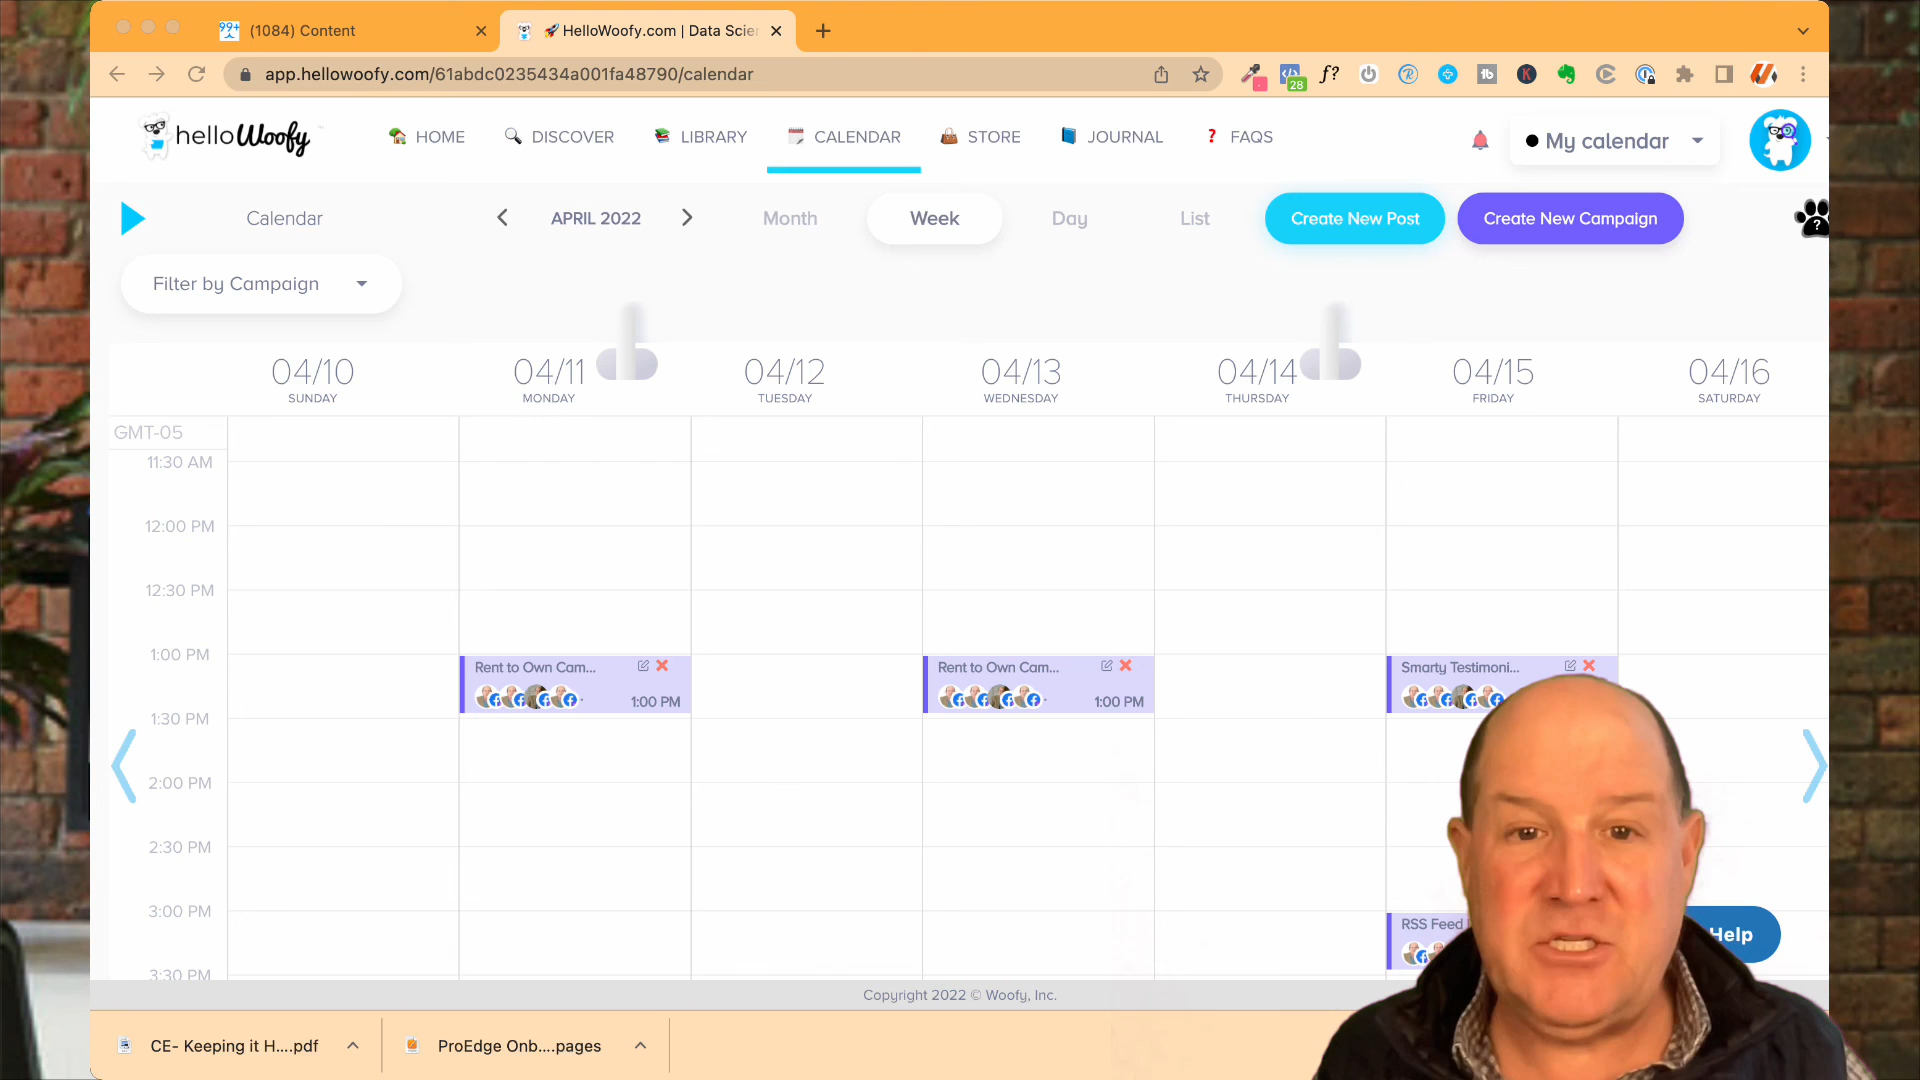 (1084) Content
HelloWoofy.com | Data Scie
app.hellowoofy.com/61abdc0235434a001fa48790/calendar
28
hello Woofy
HOME
DISCOVER
LIBRARY
CALENDAR
STORE
JOURNAL
? FAQS
My calendar
Calendar
APRIL 2022
Month
Week
Day
List
Create New Post
Create New Campaign
?
Filter by Campaign
04/10
SUNDAY
04/11
MONDAY
04/12
TUESDAY
04/13
WEDNESDAY
04/14
THURSDAY
04/15
FRIDAY
04/16
SATURDAY
GMT-05
11:30 AM
12:00 PM
12:30 PM
1:00 PM
Rent to Own Cam...
1:00 PM
Rent to Own Cam...
1:00 PM
Smarty Testimoni...
1:30 PM
2:00 PM
2:30 PM
3:00 PM
RSS Feed
Help
3:30 PM
Copyright 2022 © Woofy, Inc.
CE- Keeping it H....pdf
ProEdge Onb....pages